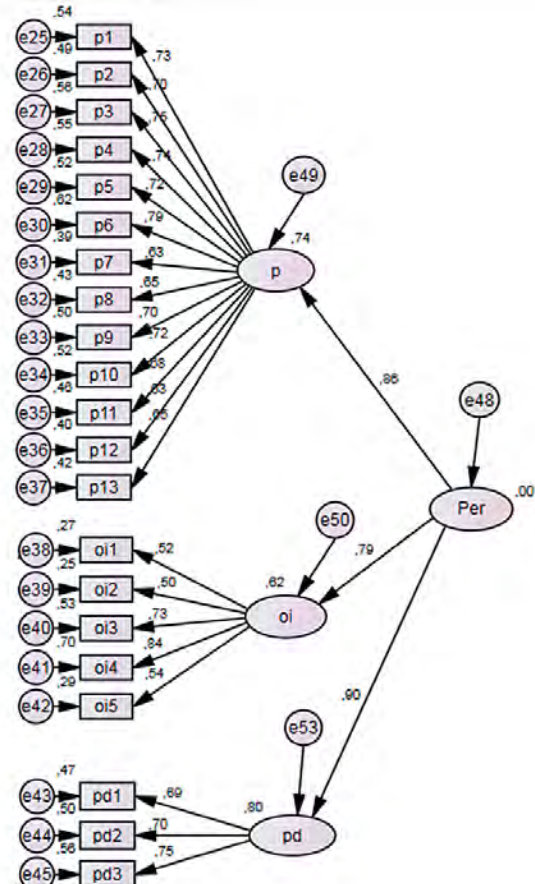 ,54
e25 p1 ,73
,49
e26 p2 ,70
,56
e27 p3 ,75
,55
e28 p4 ,74
,52
e29 p5 ,72
,62
e30 p6 ,79
,39
e31 p7 ,63
,43
e32 p8 ,65
,50
e33 p9 ,70
,52
e34 p10 ,72
,46
e35 p11 ,68
,40
e36 p12 ,63
,42
e37 p13 ,65
e49
,74
p
,86
e48
Per ,00
,27
e38 oi1 ,52
,25
e39 oi2 ,50
,53
e40 oi3 ,73
,70
e41 oi4 ,84
,29
e42 oi5 ,54
e50
,62
oi
,79
e53
,90
,47
e43 pd1 ,69
,50
e44 pd2 ,70
,56
e45 pd3 ,75
,80
pd